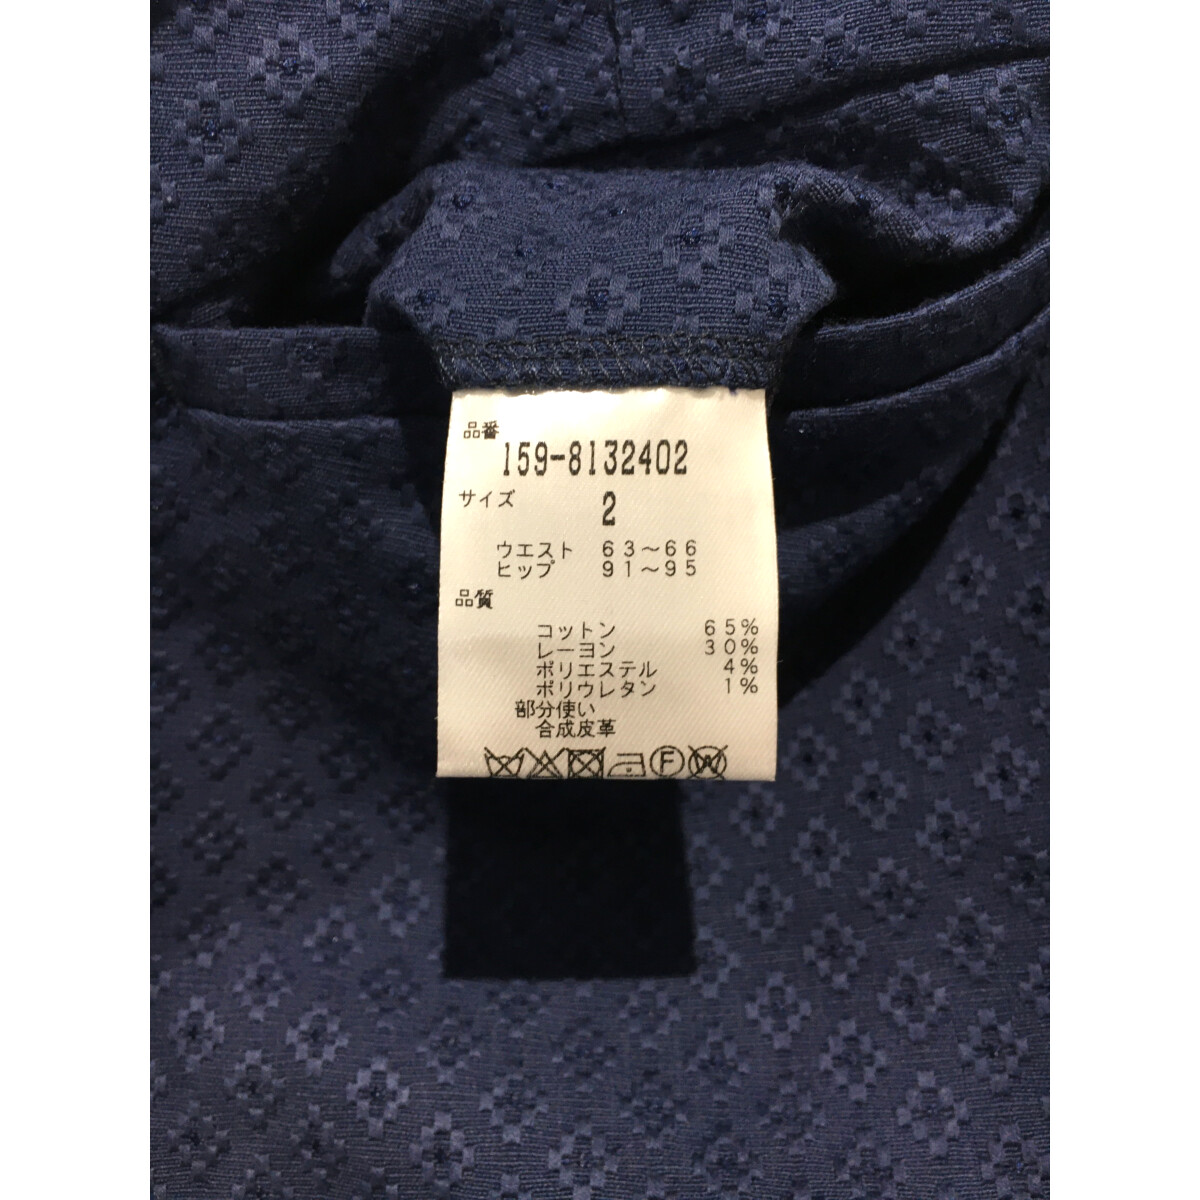 品番
159-8132402
サイズ 2
ウエスト 63～66
ヒップ 91～95
品質
コットン 65%
レーヨン 30%
ポリエステル 4%
ポリウレタン 1%
部分使い
合成皮革
F W